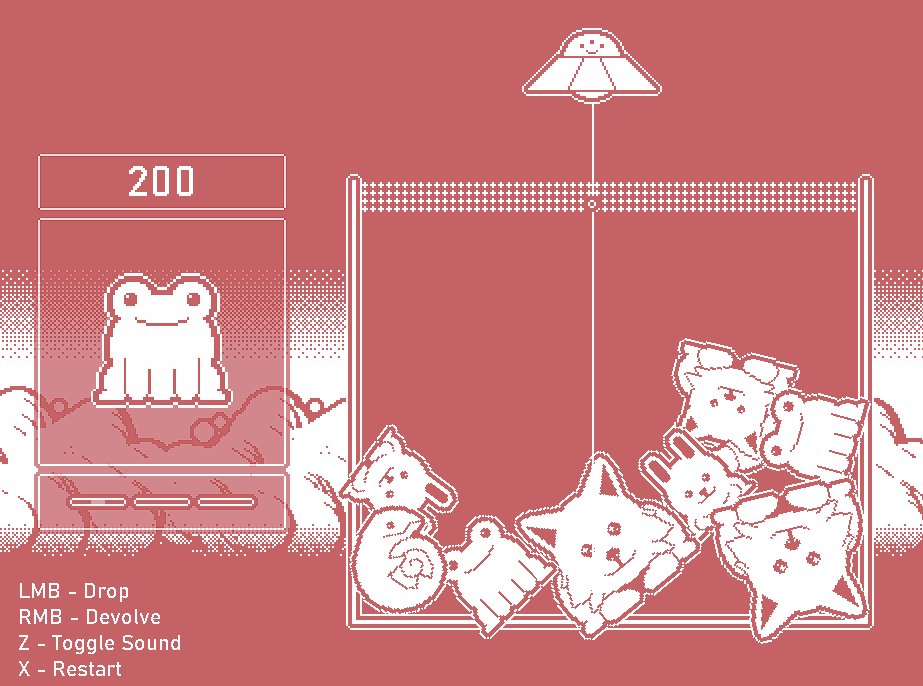 200
LMB - Drop
RMB - Devolve
Z - Toggle Sound
X - Restart